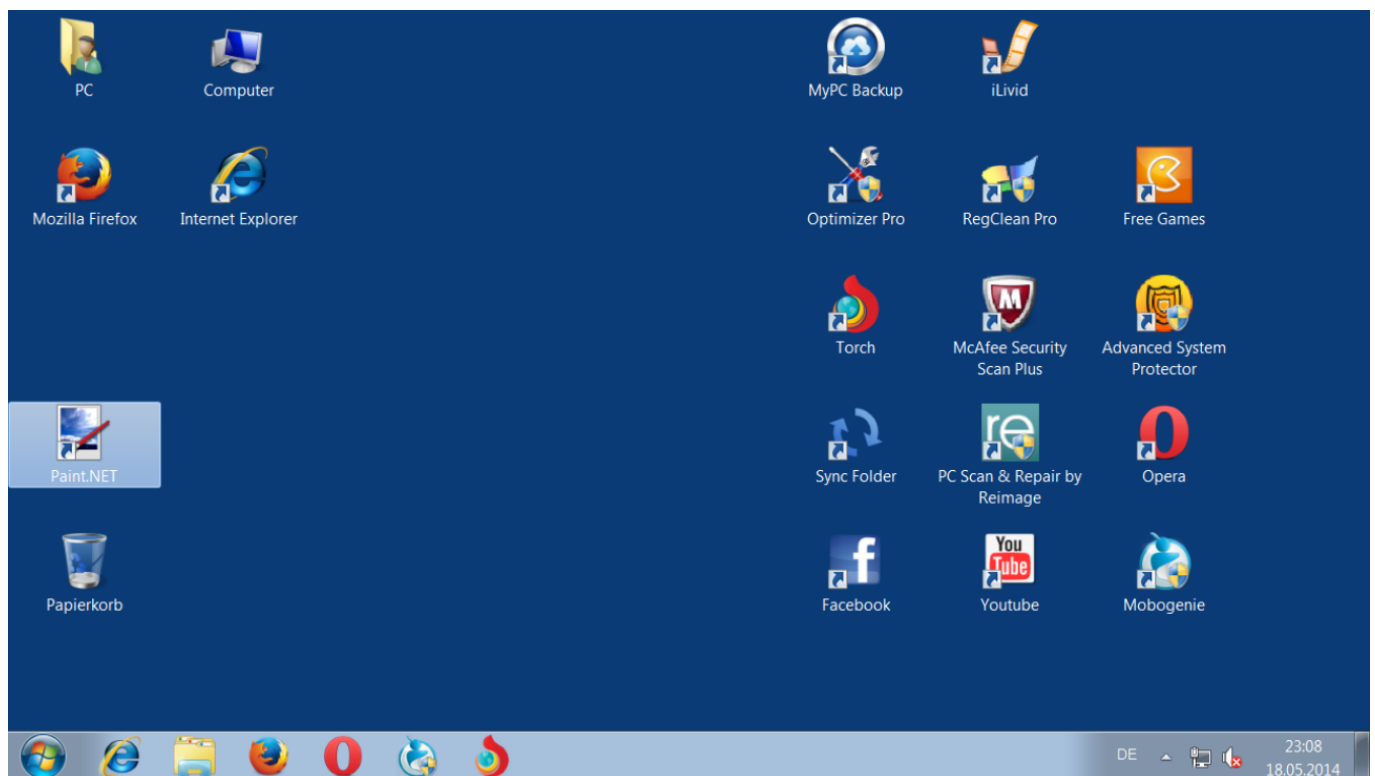 PC
Computer
MyPC Backup
iLivid
Mozilla Firefox
Internet Explorer
Optimizer Pro
RegClean Pro
Free Games
Torch
McAfee Security
Scan Plus
Advanced System
Protector
Paint.NET
Sync Folder
re
PC Scan & Repair by
Reimage
Opera
Papierkorb
f
Facebook
You
Tube
Youtube
Mobogenie
DE
23:08
18.05.2014